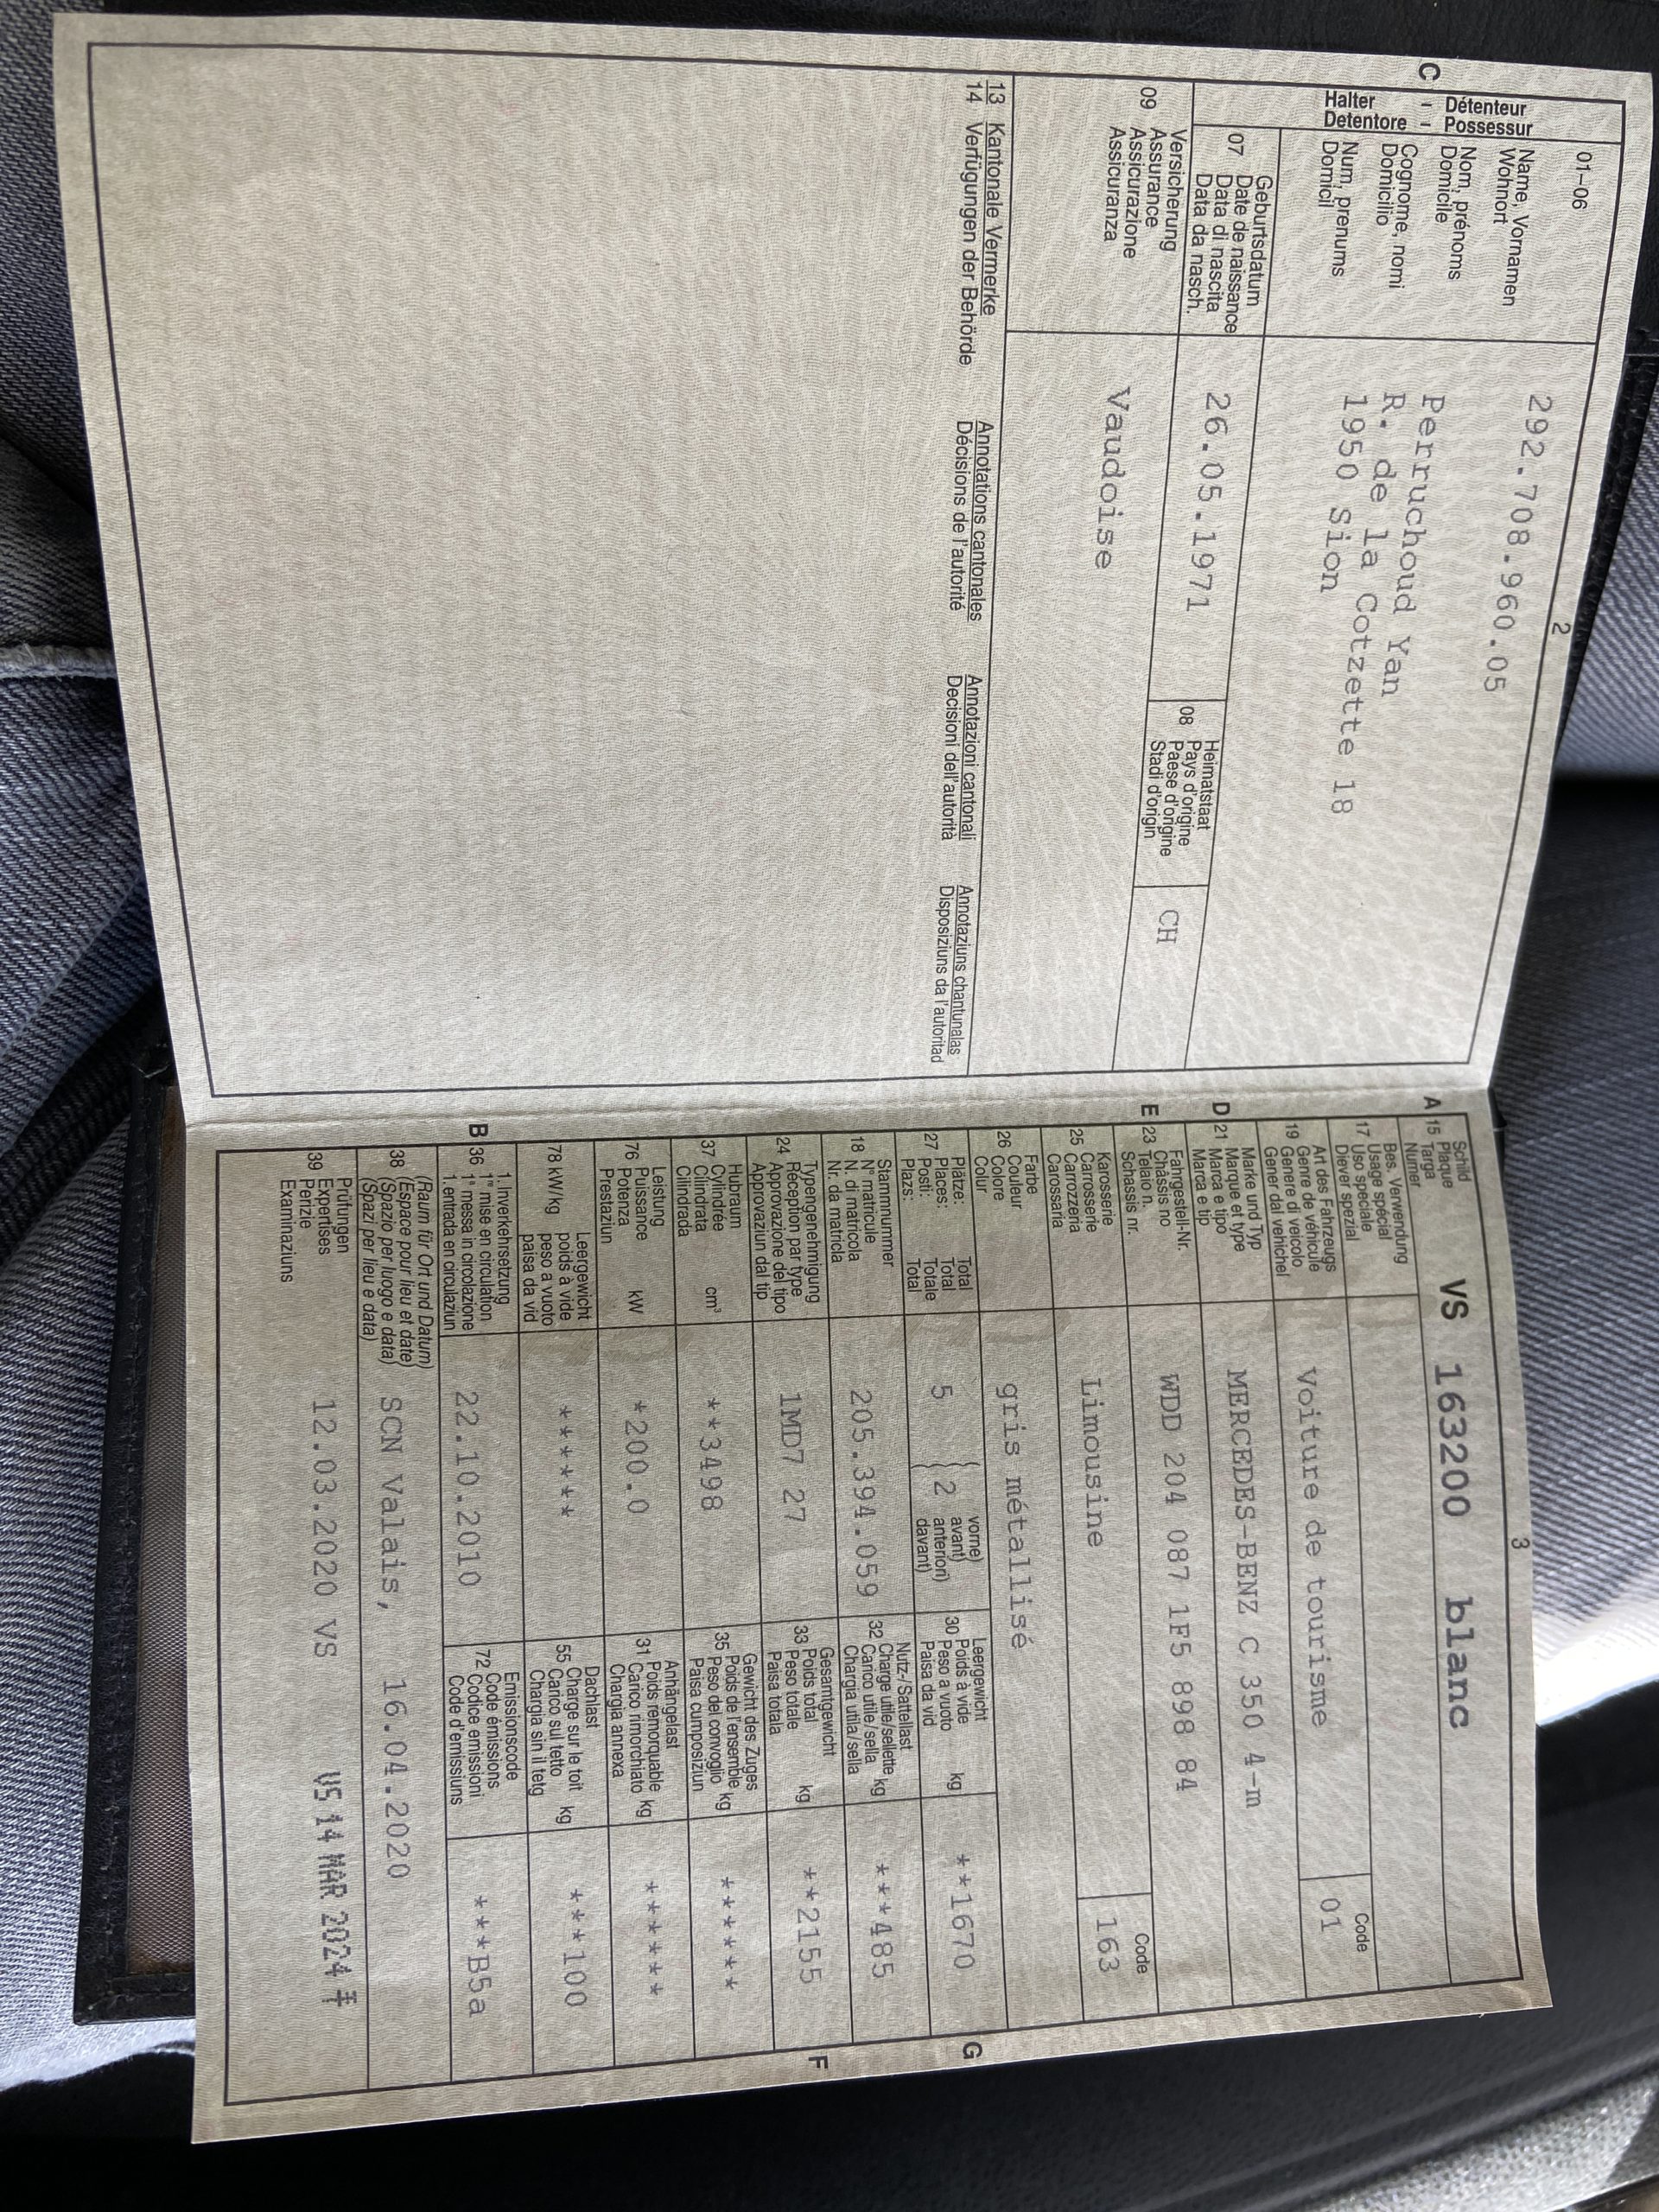 2
C
Halter - Détenteur
Detentore - Possessur
01–06
Name, Vornamen
Wohnort
Nom, prénoms
Domicile
Cognome, nomi
Domicilio
Num, prenums
Domicil
292.708.960.05
Perruchoud Yan
R. de la Cotzette 18
1950 Sion
Geburtsdatum
07 Date de naissance
Data di nascita
Data da nasch.
26.05.1971
Heimatstaat
08 Pays d'origine
Paese d'origine
Stadi d'origin
CH
Versicherung
09 Assurance
Assicurazione
Assicuranza
Vaudoise
13 Kantonale Vermerke Annotations cantonales Annotazioni cantonali Annotaziuns chantunalas
14 Verfügungen der Behörde Décisions de l'autorité Decisioni dell'autorità Disposiziuns da l'autoritad
3
A
Schild
15 Plaque
Targa
Numer
VS 163200 blanc
Bes. Verwendung
17 Usage spécial
Uso speciale
Diever spezial
Art des Fahrzeugs
19 Genre de véhicule
Genere di veicolo
Gener dal vehichel
Voiture de tourisme
Code
01
D
Marke und Typ
21 Marque et type
Marca e tipo
Marca e tip
MERCEDES-BENZ C 350 4-m
E
Fahrgestell-Nr.
23 Châssis no
Telaio n.
Schassis nr.
WDD 204 087 1F5 898 84
Karosserie
25 Carrosserie
Carrozzeria
Carossaria
Limousine
Code
163
Farbe
26 Couleur
Colore
Colur
gris métallisé
Plätze: Total
27 Places: Total
Posti: Totale
Plazs: Total
5
2
vorne)
avant)
anteriori)
davant)
Leergewicht
30 Poids à vide
Peso a vuoto kg
Paisa da vid
**1670
G
Stammnummer
18 N° matricule
N. di matricola
Nr. da matricla
205.394.059
Nutz-/Sattellast
32 Charge utile/sellette kg
Carico utile/sella
Chargia utila/sella
***485
Typengenehmigung
24 Réception par type
Approvazione del tipo
Approvaziun dal tip
1MD7 27
Gesamtgewicht
33 Poids total
Peso totale kg
Paisa totala
**2155
F
Hubraum
37 Cylindrée
Cilindrata cm³
Cilindrada
**3498
Gewicht des Zuges
35 Poids de l'ensemble kg
Peso del convoglio
Paisa cumposiziun
******
Leistung
76 Puissance
Potenza kW
Prestaziun
*200.0
Anhängelast
31 Poids remorquable kg
Carico rimorchiato
Chargia annexa
******
78 kW/kg
Leergewicht
poids à vide
peso a vuoto
paisa da vid
******
Dachlast
55 Charge sur le toit kg
Carico sul tetto
Chargia sin il tetg
***100
B
1. Inverkehrsetzung
36 1re mise en circulation
1a messa in circolazione
1. entrada en circulaziun
22.10.2010
Emissionscode
72 Code émissions
Codice emissioni
Code d'emissiuns
***B5a
(Raum für Ort und Datum)
38 (Espace pour lieu et date)
(Spazio per luogo e data)
(Spazi per lieu e data)
SCN Valais, 16.04.2020
Prüfungen
39 Expertises
Perizie
Examinaziuns
12.03.2020 VS
VS 14 MAR 2024